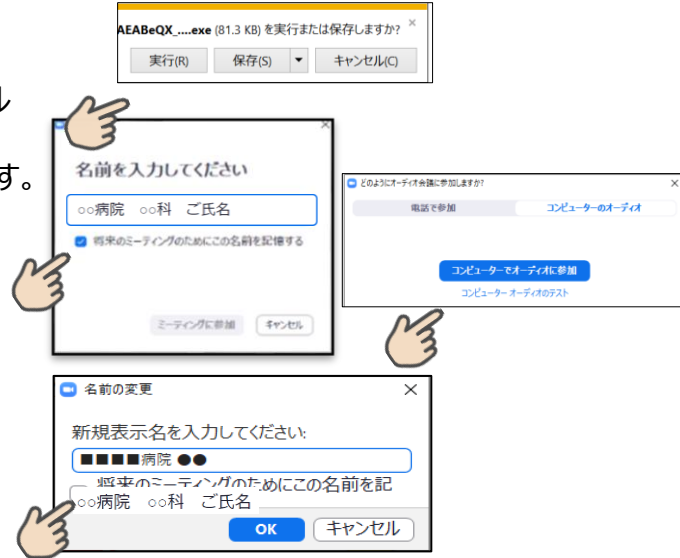 AEABeQX_....exe (81.3 KB) を実行または保存しますか? ×
実行(R) 保存(S) ▼ キャンセル(C)
ル
す。
×
名前を入力してください
○○病院 ○○科 ご氏名
将来のミーティングのためにこの名前を記憶する
ミーティングに参加 キャンセル
どのようにオーディオ会議に参加しますか? ×
電話で参加 コンピューターのオーディオ
コンピューターでオーディオに参加
コンピューター オーディオのテスト
名前の変更 ×
新規表示名を入力してください:
■■■■病院 ●●
将来のミーティングのためにこの名前を記
○○病院 ○○科 ご氏名
OK キャンセル